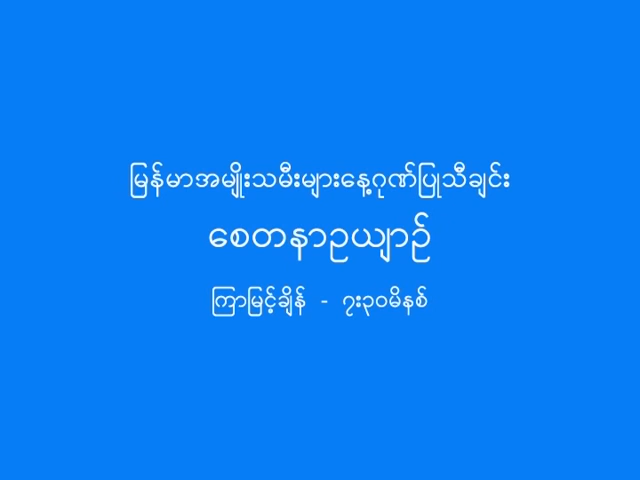 မြန်မာအမျိုးသမီးများနေ့ဂုဏ်ပြုသီချင်း
စေတနာဥယျာဉ်
ကြာမြင့်ချိန် - ၇း၃၀မိနစ်